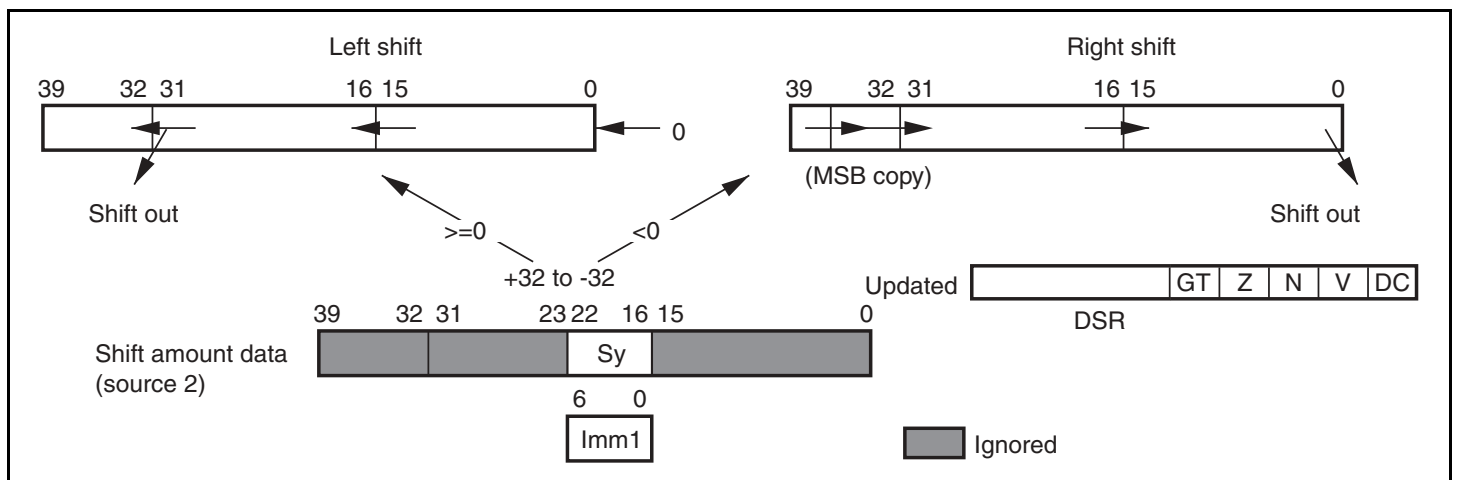 Left shift Right shift
39 32 31 16 15 0 39 32 31 16 15 0
0
(MSB copy)
Shift out Shift out
>=0 <0
+32 to -32
Updated GT Z N V DC
39 32 31 23 22 16 15 0 DSR
Shift amount data Sy
(source 2)
6 0
Imm1 Ignored